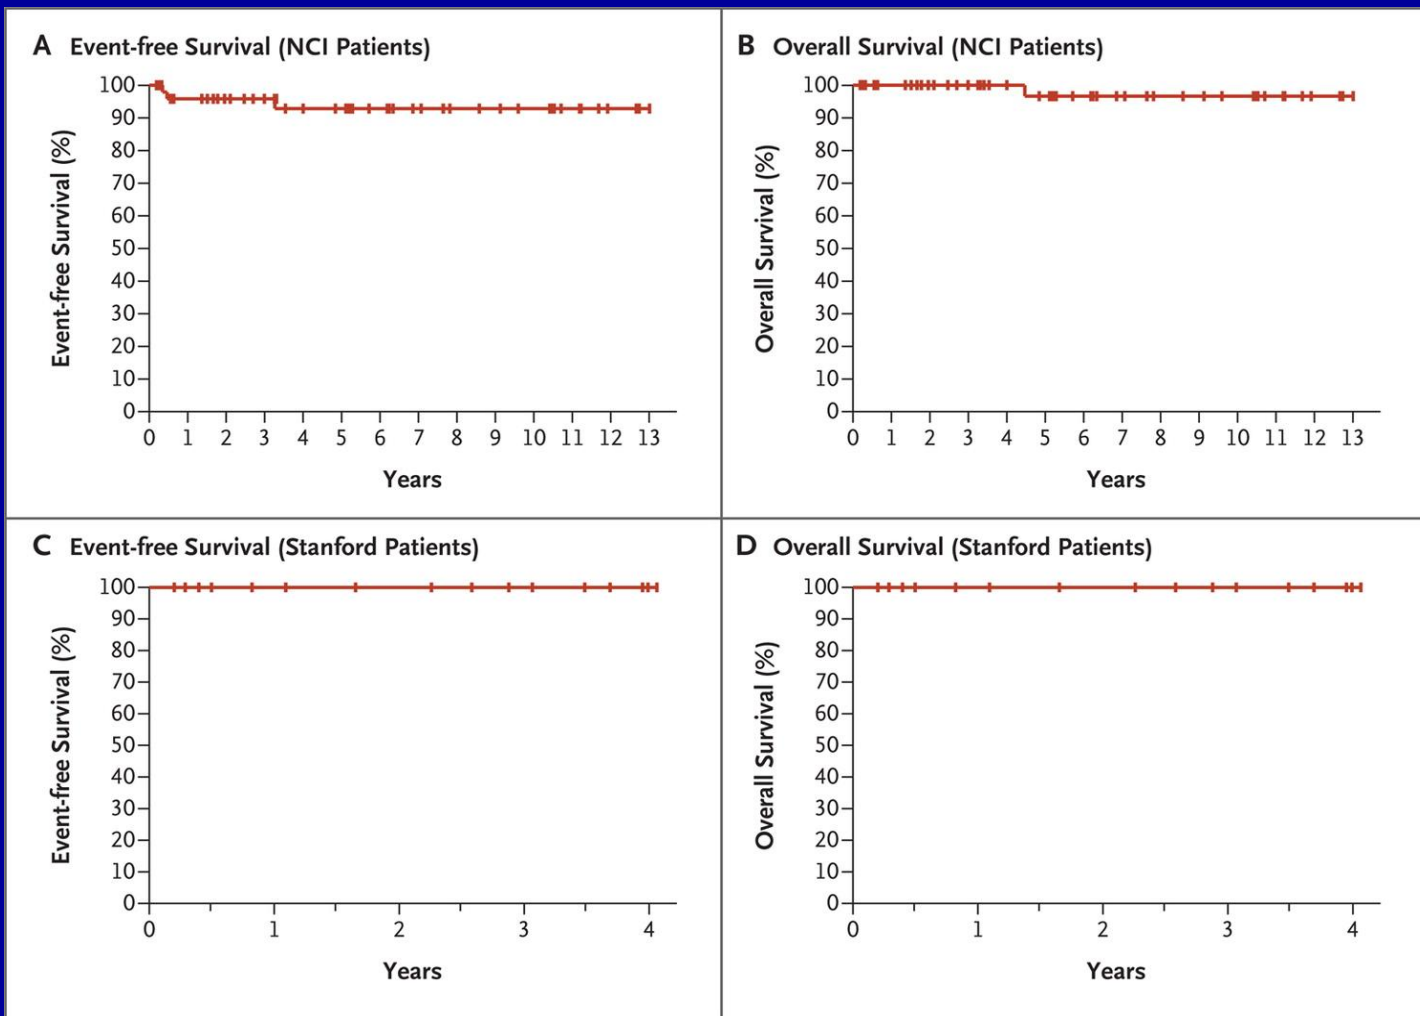 A Event-free Survival (NCI Patients)
Event-free Survival (%)
100
90
80
70
60
50
40
30
20
10
0
0 1 2 3 4 5 6 7 8 9 10 11 12 13
Years
B Overall Survival (NCI Patients)
Overall Survival (%)
100
90
80
70
60
50
40
30
20
10
0
0 1 2 3 4 5 6 7 8 9 10 11 12 13
Years
C Event-free Survival (Stanford Patients)
Event-free Survival (%)
100
90
80
70
60
50
40
30
20
10
0
0 1 2 3 4
Years
D Overall Survival (Stanford Patients)
Overall Survival (%)
100
90
80
70
60
50
40
30
20
10
0
0 1 2 3 4
Years